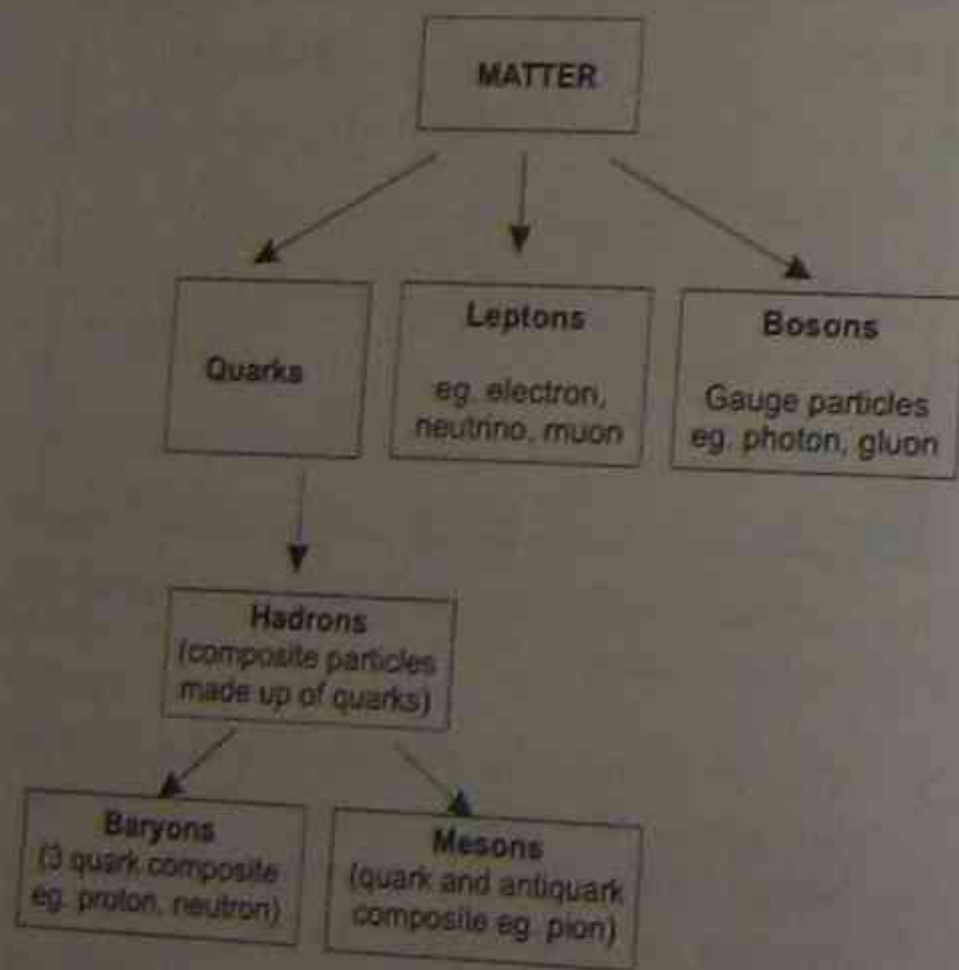 MATTER
Quarks
Leptons
eg. electron,
neutrino, muon
Bosons
Gauge particles
eg. photon, gluon
Hadrons
(composite particles
made up of quarks)
Baryons
(3 quark composite
eg. proton, neutron)
Mesons
(quark and antiquark
composite eg. pion)